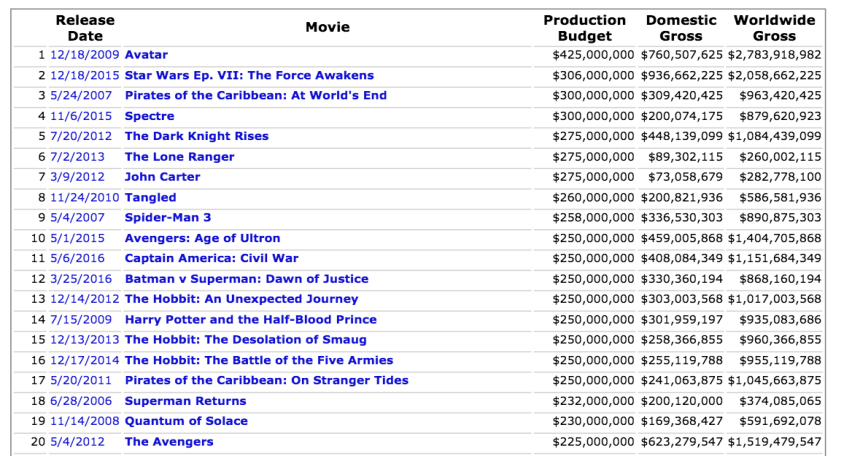 Release Date Movie Production Budget Domestic Gross Worldwide Gross
1 12/18/2009 Avatar $425,000,000 $760,507,625 $2,783,918,982
2 12/18/2015 Star Wars Ep. VII: The Force Awakens $306,000,000 $936,662,225 $2,058,662,225
3 5/24/2007 Pirates of the Caribbean: At World's End $300,000,000 $309,420,425 $963,420,425
4 11/6/2015 Spectre $300,000,000 $200,074,175 $879,620,923
5 7/20/2012 The Dark Knight Rises $275,000,000 $448,139,099 $1,084,439,099
6 7/2/2013 The Lone Ranger $275,000,000 $89,302,115 $260,002,115
7 3/9/2012 John Carter $275,000,000 $73,058,679 $282,778,100
8 11/24/2010 Tangled $260,000,000 $200,821,936 $586,581,936
9 5/4/2007 Spider-Man 3 $258,000,000 $336,530,303 $890,875,303
10 5/1/2015 Avengers: Age of Ultron $250,000,000 $459,005,868 $1,404,705,868
11 5/6/2016 Captain America: Civil War $250,000,000 $408,084,349 $1,151,684,349
12 3/25/2016 Batman v Superman: Dawn of Justice $250,000,000 $330,360,194 $868,160,194
13 12/14/2012 The Hobbit: An Unexpected Journey $250,000,000 $303,003,568 $1,017,003,568
14 7/15/2009 Harry Potter and the Half-Blood Prince $250,000,000 $301,959,197 $935,083,686
15 12/13/2013 The Hobbit: The Desolation of Smaug $250,000,000 $258,366,855 $960,366,855
16 12/17/2014 The Hobbit: The Battle of the Five Armies $250,000,000 $255,119,788 $955,119,788
17 5/20/2011 Pirates of the Caribbean: On Stranger Tides $250,000,000 $241,063,875 $1,045,663,875
18 6/28/2006 Superman Returns $232,000,000 $200,120,000 $374,085,065
19 11/14/2008 Quantum of Solace $230,000,000 $169,368,427 $591,692,078
20 5/4/2012 The Avengers $225,000,000 $623,279,547 $1,519,479,547